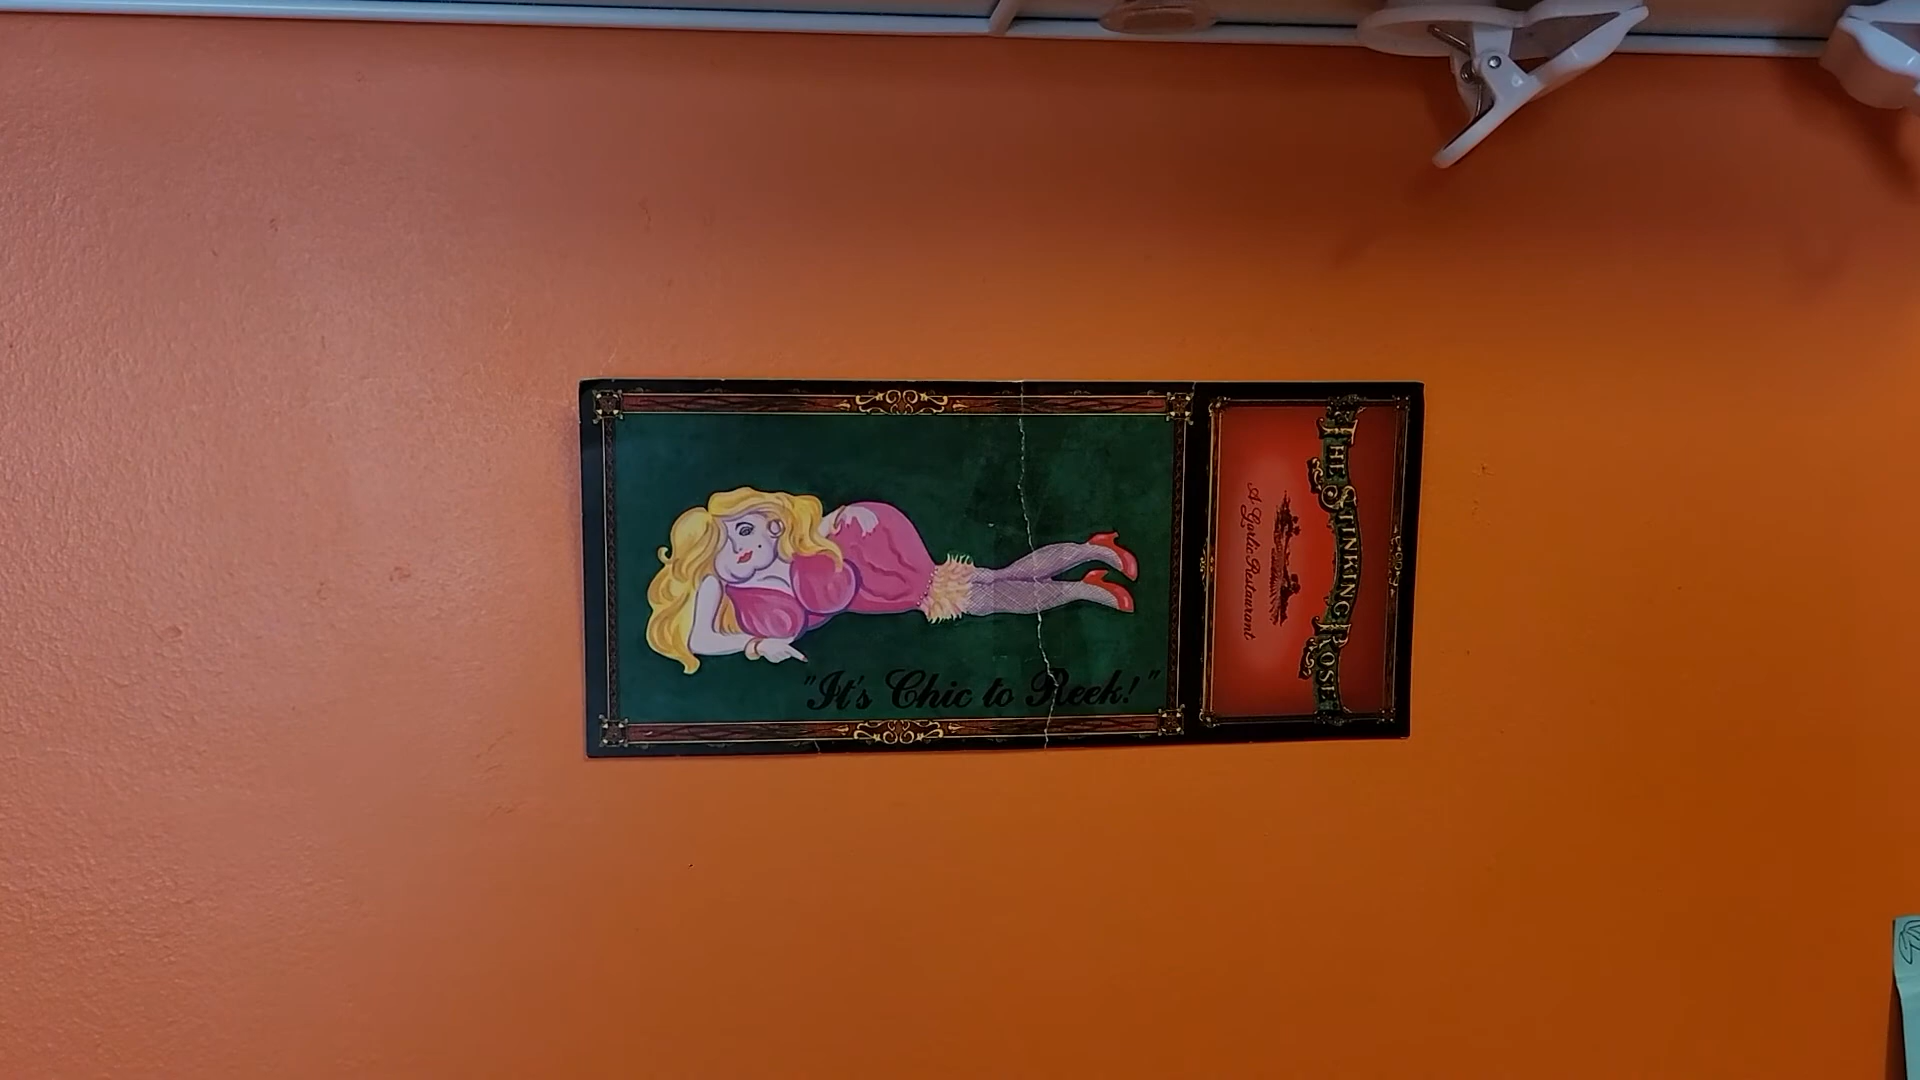 "It's Chic to Reek!"
THE STINKING ROSE
A Garlic Restaurant